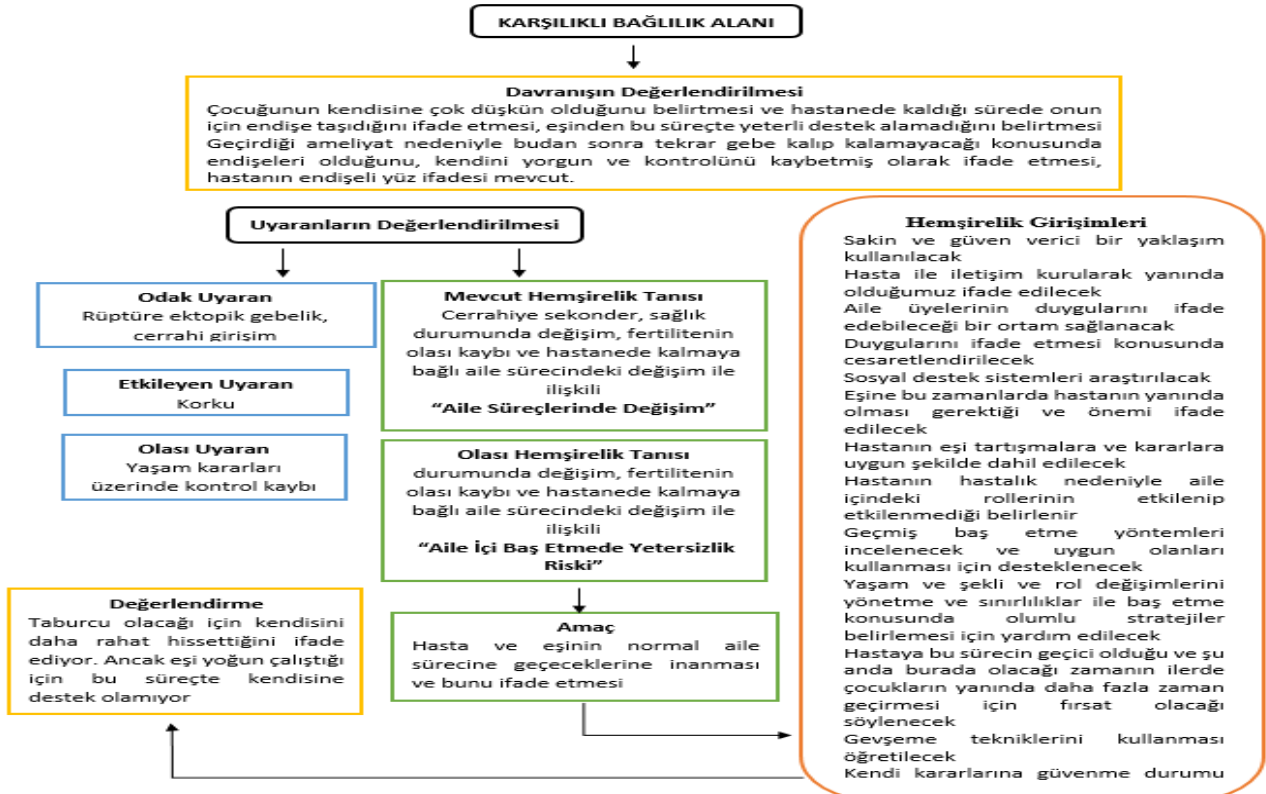 KARŞILIKLI BAĞLILIK ALANI
Davranışın Değerlendirilmesi
Çocuğunun kendisine çok düşkün olduğunu belirtmesi ve hastanede kaldığı sürede onun
için endişe taşıdığını ifade etmesi, eşinden bu süreçte yeterli destek alamadığını belirtmesi
Geçirdiği ameliyat nedeniyle budan sonra tekrar gebe kalıp kalamayacağı konusunda
endişeleri olduğunu, kendini yorgun ve kontrolünü kaybetmiş olarak ifade etmesi,
hastanın endişeli yüz ifadesi mevcut.
Uyaranların Değerlendirilmesi
Odak Uyaran
Rüptüre ektopik gebelik,
cerrahi girişim
Etkileyen Uyaran
Korku
Olası Uyaran
Yaşam kararları
üzerinde kontrol kaybı
Mevcut Hemşirelik Tanısı
Cerrahiye sekonder, sağlık
durumunda değişim, fertilitenin
olası kaybı ve hastanede kalmaya
bağlı aile sürecindeki değişim ile
ilişkili
“Aile Süreçlerinde Değişim”
Olası Hemşirelik Tanısı
durumunda değişim, fertilitenin
olası kaybı ve hastanede kalmaya
bağlı aile sürecindeki değişim ile
ilişkili
“Aile İçi Baş Etmede Yetersizlik
Riski”
Amaç
Hasta ve eşinin normal aile
sürecine geçeceklerine inanması
ve bunu ifade etmesi
Hemşirelik Girişimleri
Sakin ve güven verici bir yaklaşım
kullanılacak
Hasta ile iletişim kurularak yanında
olduğumuz ifade edilecek
Aile üyelerinin duygularını ifade
edebileceği bir ortam sağlanacak
Duygularını ifade etmesi konusunda
cesaretlendirilecek
Sosyal destek sistemleri araştırılacak
Eşine bu zamanlarda hastanın yanında
olması gerektiği ve önemi ifade
edilecek
Hastanın eşi tartışmalara ve kararlara
uygun şekilde dahil edilecek
Hastanın hastalık nedeniyle aile
içindeki rollerinin etkilenip
etkilenmediği belirlenir
Geçmiş baş etme yöntemleri
incelenecek ve uygun olanları
kullanması için desteklenecek
Yaşam ve şekli ve rol değişimlerini
yönetme ve sınırlılıklar ile baş etme
konusunda olumlu stratejiler
belirlemesi için yardım edilecek
Hastaya bu sürecin geçici olduğu ve şu
anda burada olacağı zamanın ilerde
çocukların yanında daha fazla zaman
geçirmesi için fırsat olacağı
söylenecek
Gevşeme tekniklerini kullanması
öğretilecek
Kendi kararlarına güvenme durumu
Değerlendirme
Taburcu olacağı için kendisini
daha rahat hissettiğini ifade
ediyor. Ancak eşi yoğun çalıştığı
için bu süreçte kendisine
destek olamıyor